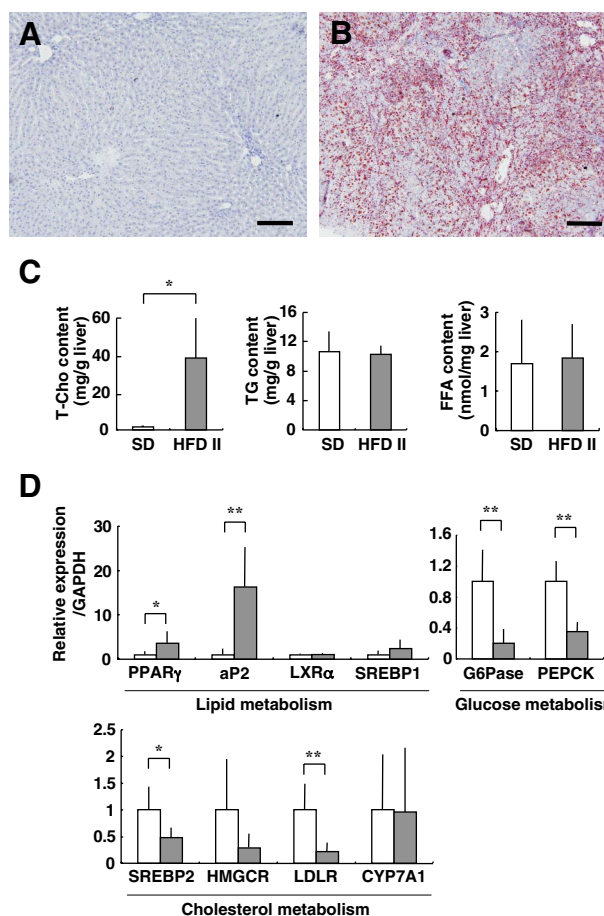 A
B
C
*
T-Cho content
(mg/g liver)
60
40
20
0
SD HFD II
TG content
(mg/g liver)
16
12
8
4
0
SD HFD II
FFA content
(nmol/mg liver)
3
2
1
0
SD HFD II
D
Relative expression
/GAPDH
30
20
10
0
*
**
PPARγ aP2 LXRα SREBP1
Lipid metabolism
1.6
1.2
0.8
0.4
0
**
**
G6Pase PEPCK
Glucose metabolism
2.5
2
1.5
1
0.5
0
*
**
SREBP2 HMGCR LDLR CYP7A1
Cholesterol metabolism